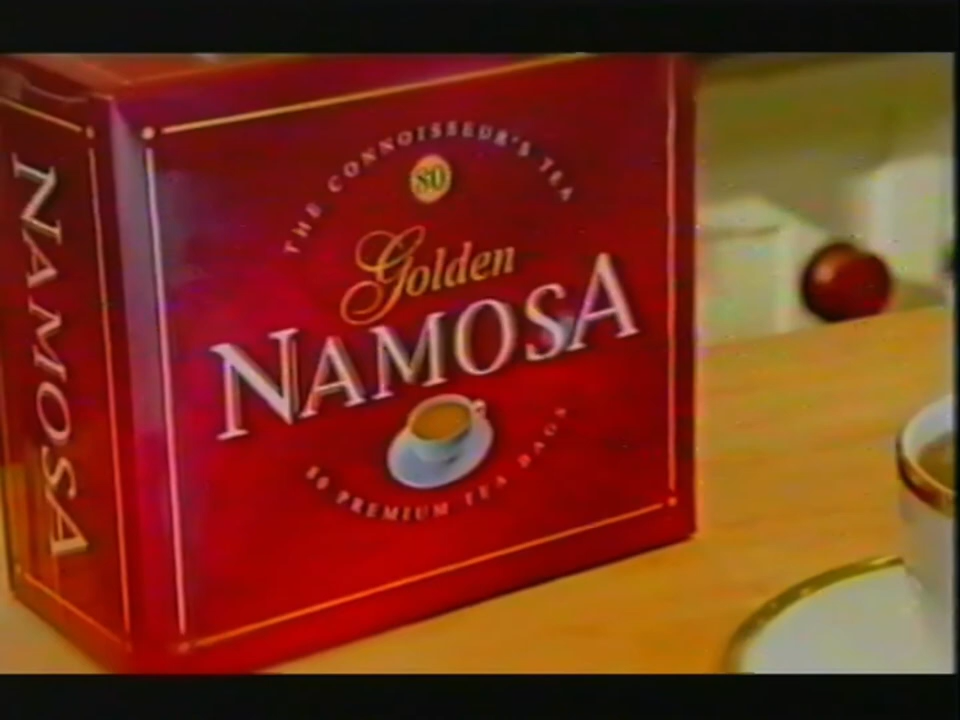 NAMOSA
THE CONNOISSEUR'S TEA
80
Golden
NAMOSA
80 PREMIUM TEA BAGS